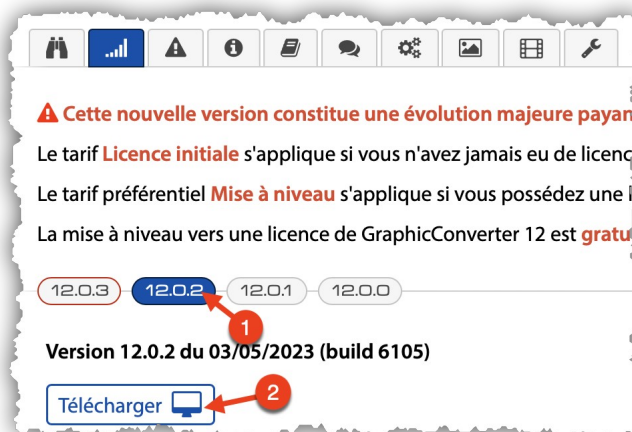 Cette nouvelle version constitue une évolution majeure payan
Le tarif Licence initiale s'applique si vous n'avez jamais eu de licenc
Le tarif préférentiel Mise à niveau s'applique si vous possédez une l
La mise à niveau vers une licence de GraphicConverter 12 est gratu
12.0.3 12.0.2 12.0.1 12.0.0
1
Version 12.0.2 du 03/05/2023 (build 6105)
Télécharger
2